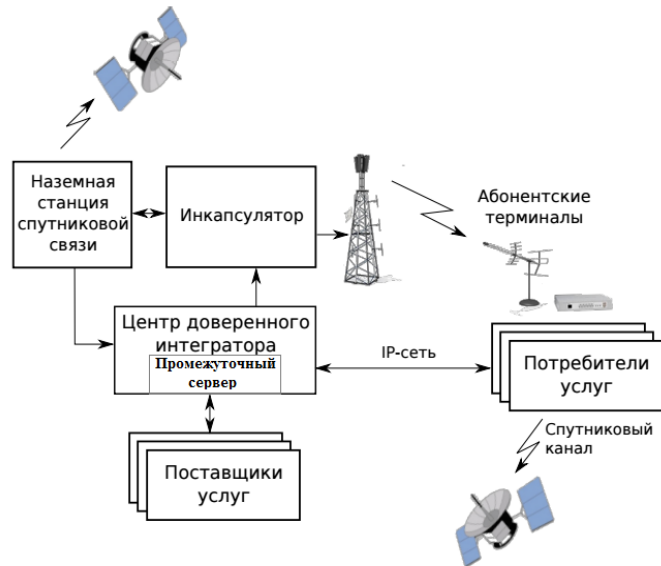 Наземная
станция
спутниковой
связи
Инкапсулятор
Абонентские
терминалы
Центр доверенного
интегратора
Промежуточный
сервер
IP-сеть
Потребители
услуг
Спутниковый
канал
Поставщики
услуг